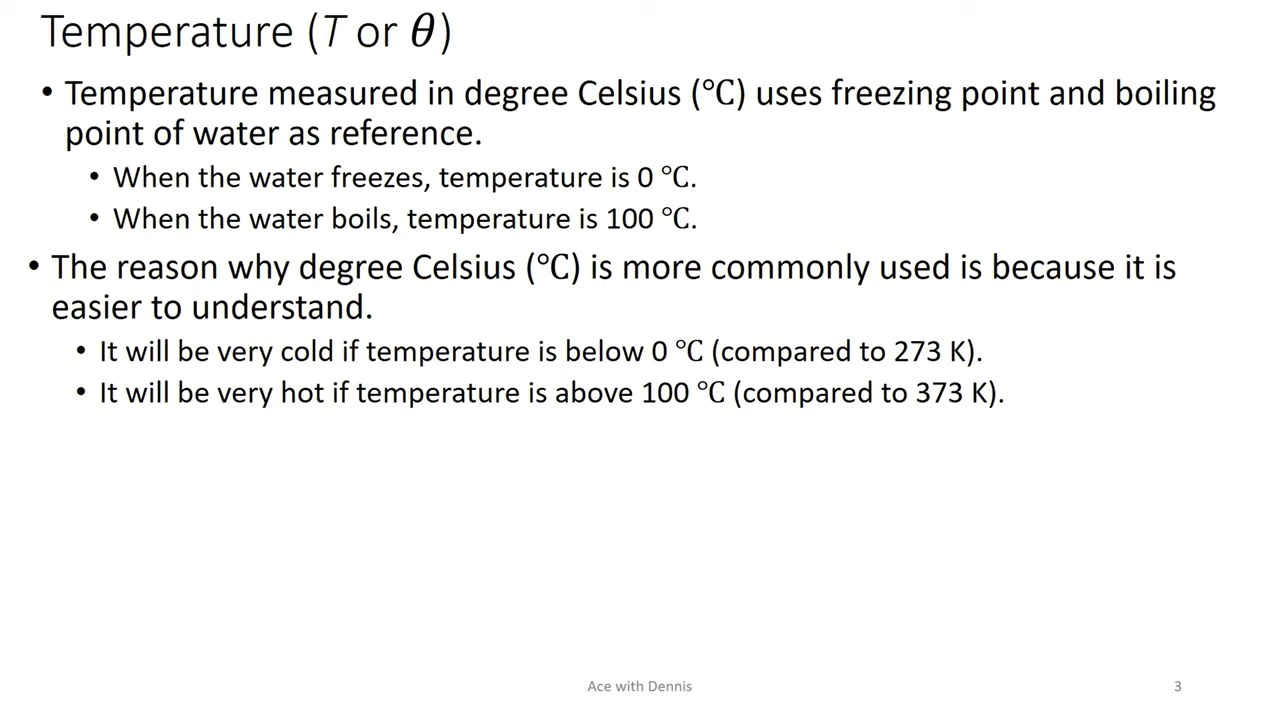 Temperature (T or θ)
• Temperature measured in degree Celsius (℃) uses freezing point and boiling
point of water as reference.
• When the water freezes, temperature is 0 ℃.
• When the water boils, temperature is 100 ℃.
• The reason why degree Celsius (℃) is more commonly used is because it is
easier to understand.
• It will be very cold if temperature is below 0 ℃ (compared to 273 K).
• It will be very hot if temperature is above 100 ℃ (compared to 373 K).
Ace with Dennis
3